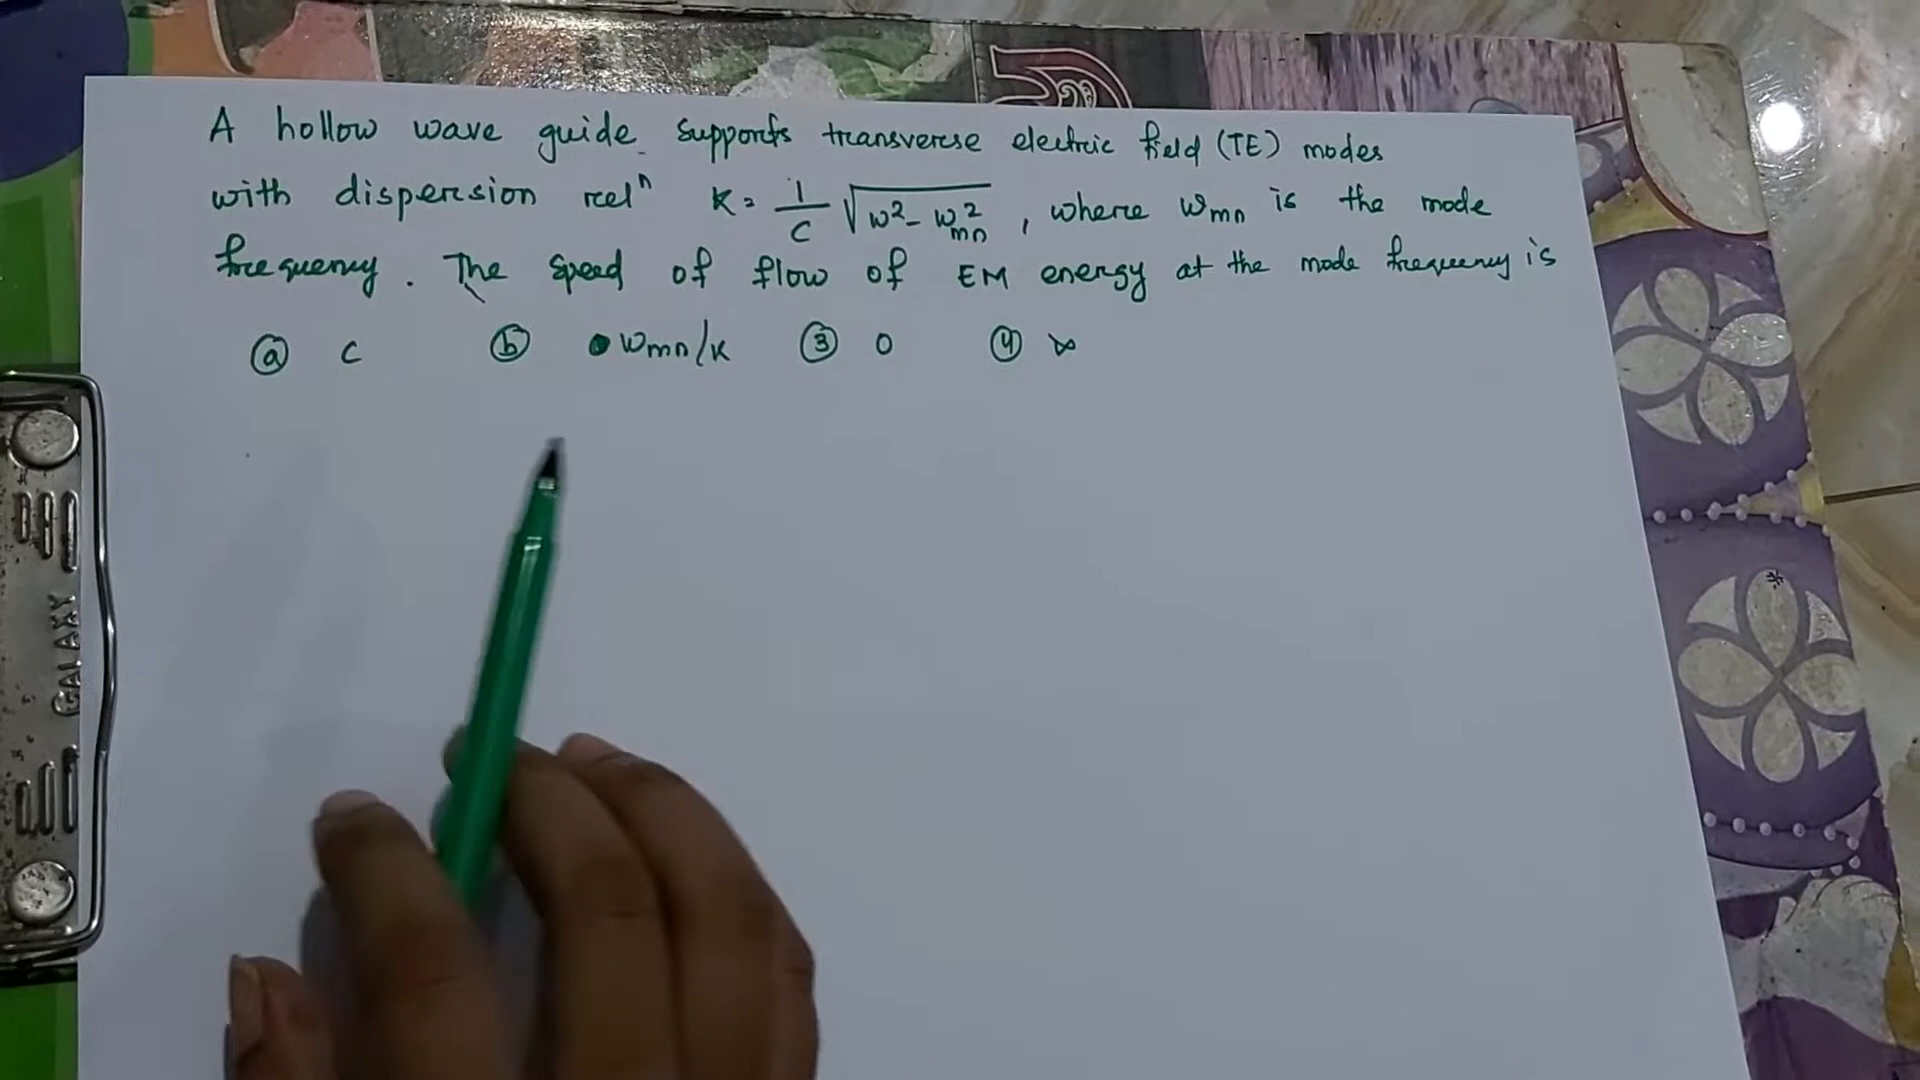 A hollow wave guide supports transverse electric field (TE) modes
with dispersion relⁿ K = 1/C √(ω² - ω²mn) , where ωmn is the mode
frequency . The speed of flow of EM energy at the mode frequency is
ⓐ c ⓑ ωmn/K ③ 0 ④ ∞
GALAXY